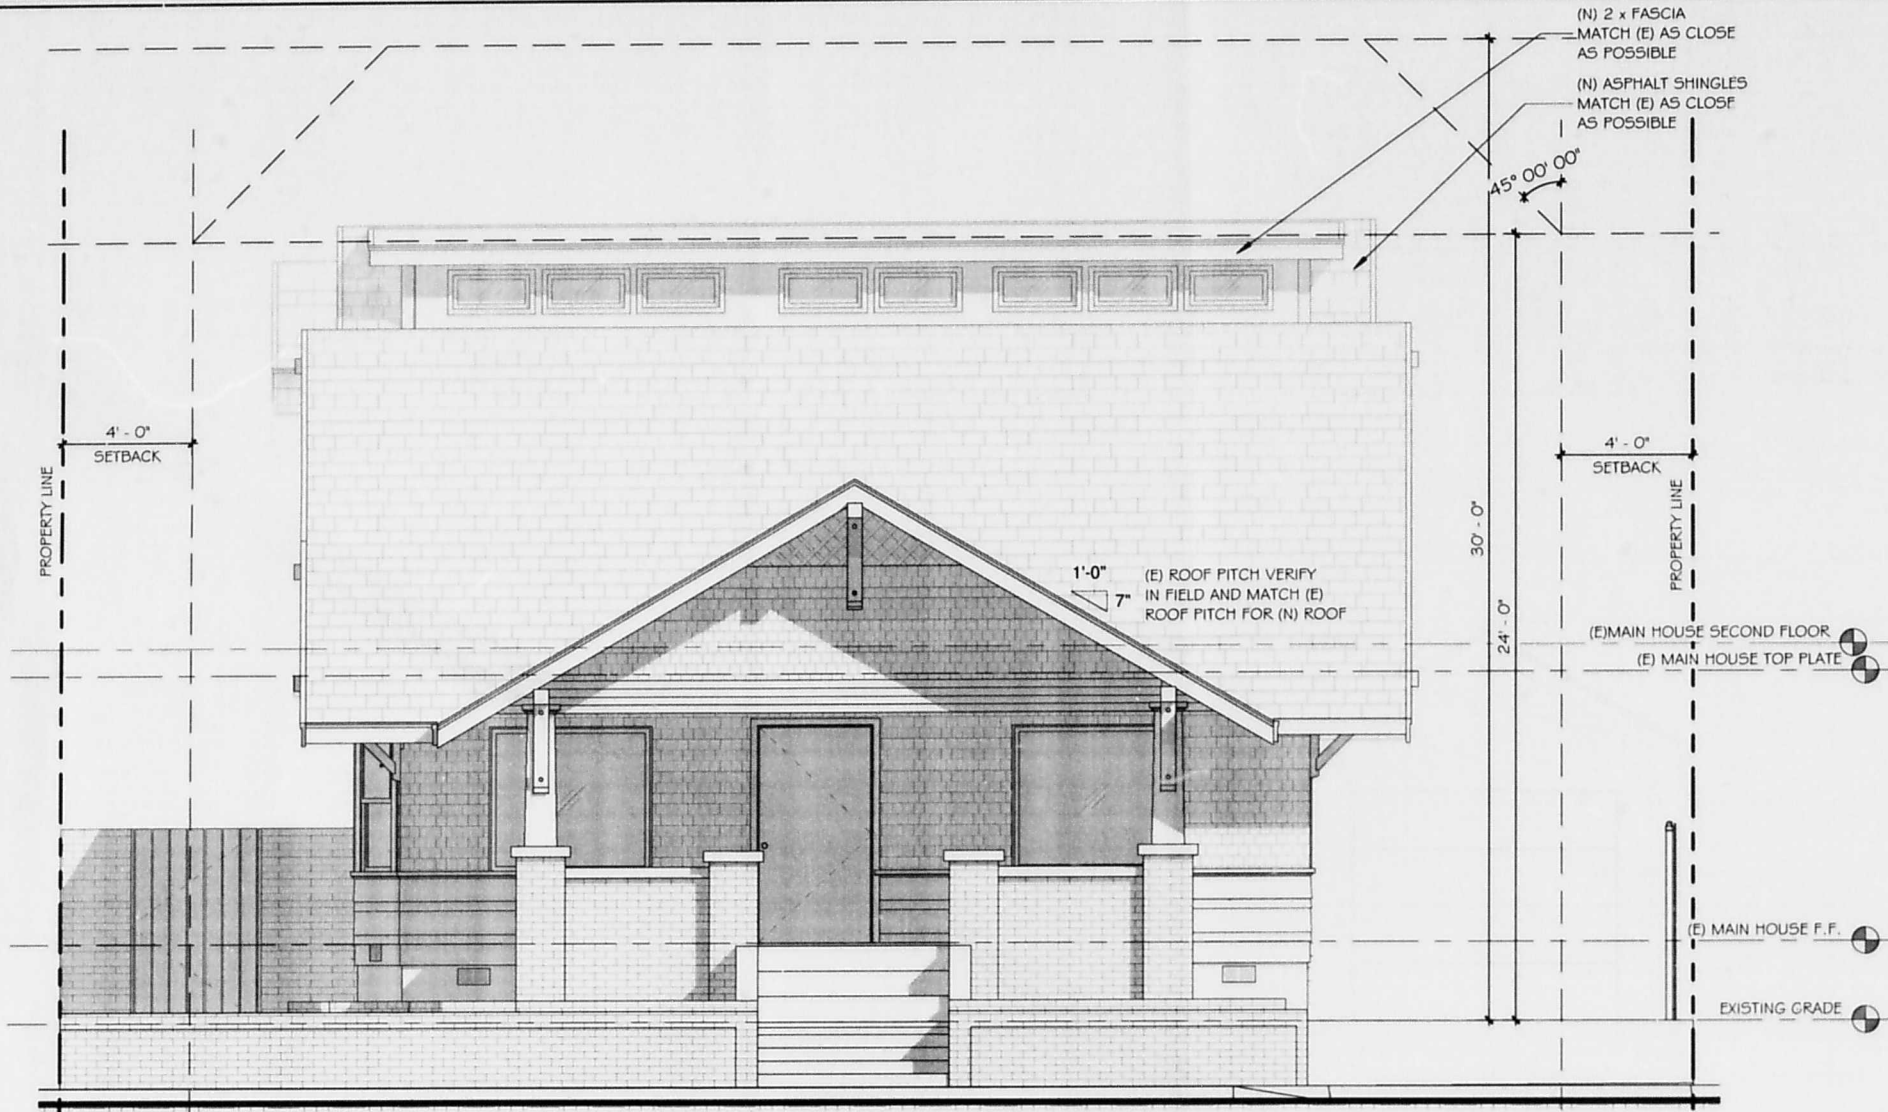 (N) 2 x FASCIA
MATCH (E) AS CLOSE
AS POSSIBLE
(N) ASPHALT SHINGLES
MATCH (E) AS CLOSE
AS POSSIBLE
45° 00' 00"
4' - 0"
SETBACK
4' - 0"
SETBACK
PROPERTY LINE
PROPERTY LINE
30' - 0"
24' - 0"
1'-0"
7"
(E) ROOF PITCH VERIFY
IN FIELD AND MATCH (E)
ROOF PITCH FOR (N) ROOF
(E)MAIN HOUSE SECOND FLOOR
(E) MAIN HOUSE TOP PLATE
(E) MAIN HOUSE F.F.
EXISTING GRADE